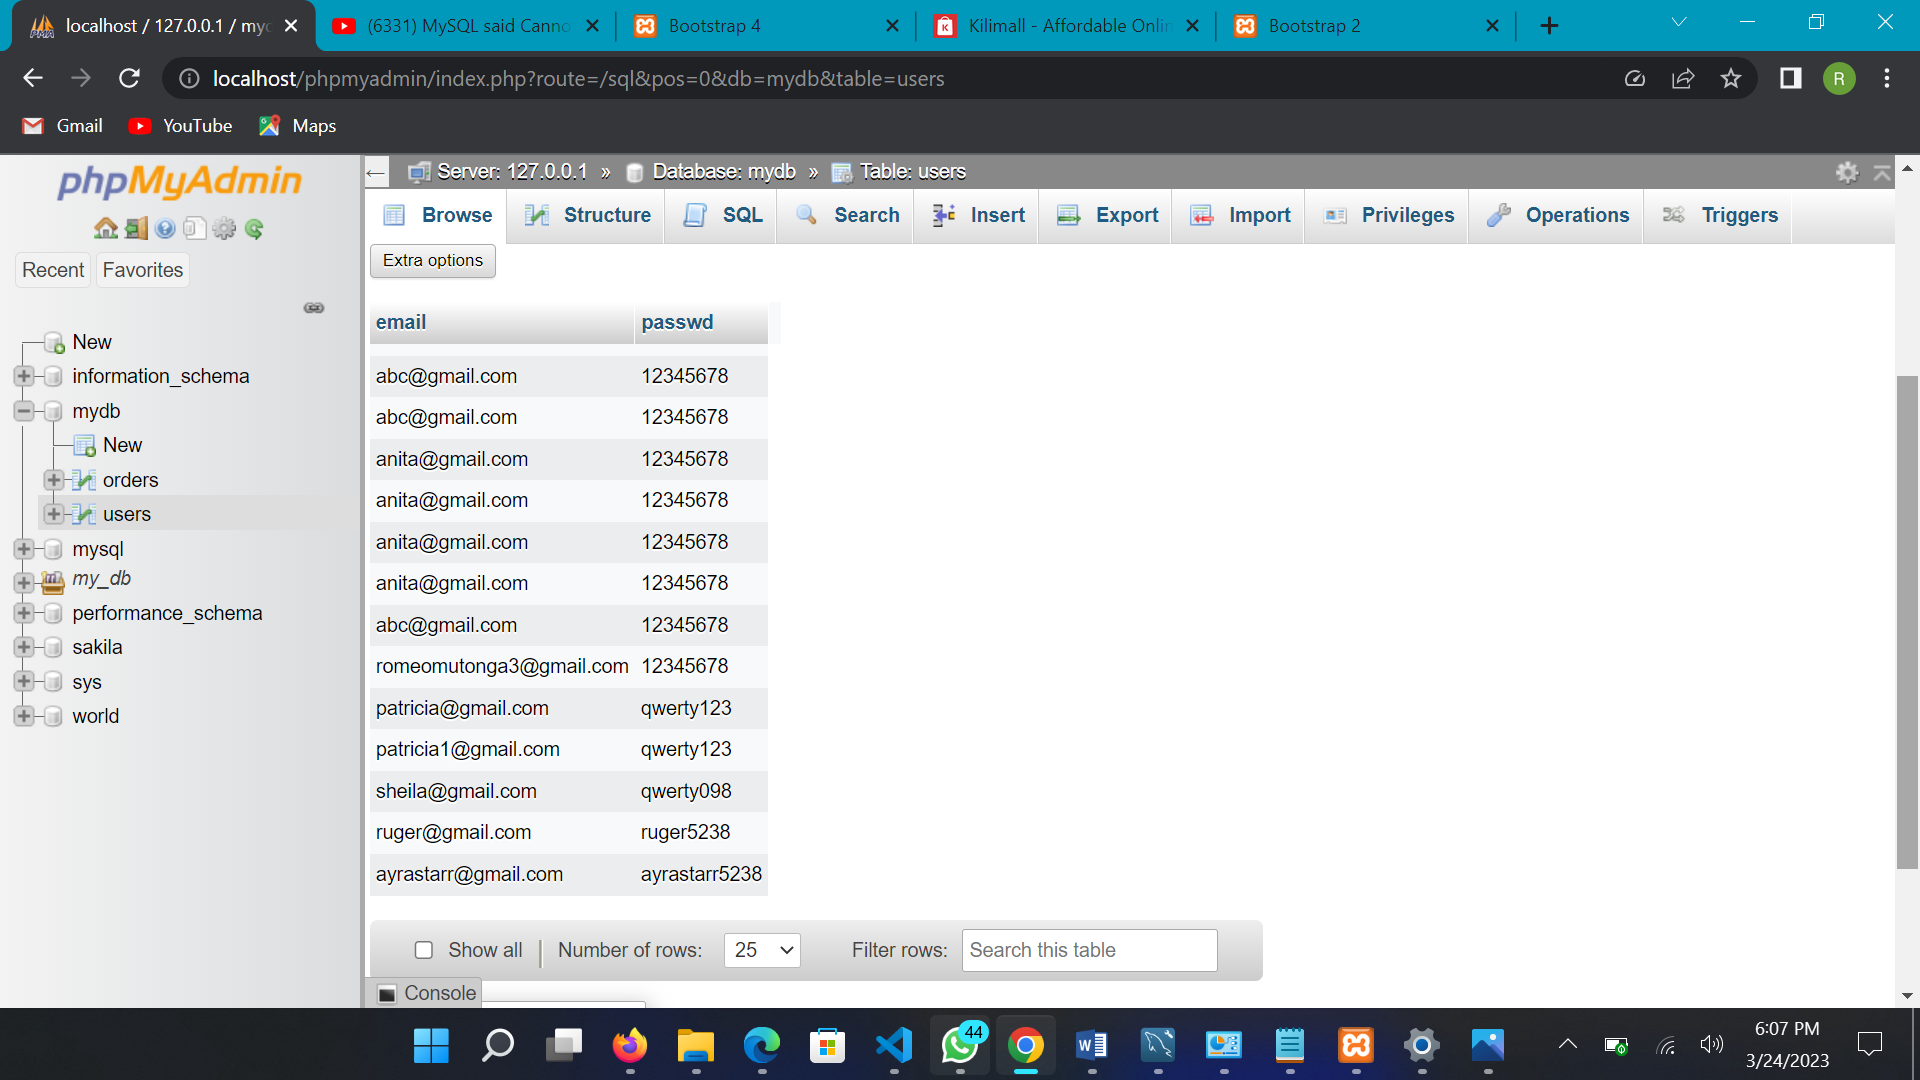 localhost / 127.0.0.1 / my
(6331) MySQL said Canno
Bootstrap 4
Kilimall - Affordable Onlin
Bootstrap 2
localhost/phpmyadmin/index.php?route=/sql&pos=0&db=mydb&table=users
R
Gmail
YouTube
Maps
phpMyAdmin
Recent
Favorites
New
information_schema
mydb
New
orders
users
mysql
my_db
performance_schema
sakila
sys
world
Server: 127.0.0.1 » Database: mydb » Table: users
Browse
Structure
SQL
Search
Insert
Export
Import
Privileges
Operations
Triggers
Extra options
email passwd
abc@gmail.com 12345678
abc@gmail.com 12345678
anita@gmail.com 12345678
anita@gmail.com 12345678
anita@gmail.com 12345678
anita@gmail.com 12345678
abc@gmail.com 12345678
romeomutonga3@gmail.com 12345678
patricia@gmail.com qwerty123
patricia1@gmail.com qwerty123
sheila@gmail.com qwerty098
ruger@gmail.com ruger5238
ayrastarr@gmail.com ayrastarr5238
Show all | Number of rows: 25 Filter rows: Search this table
Console
44
6:07 PM
3/24/2023